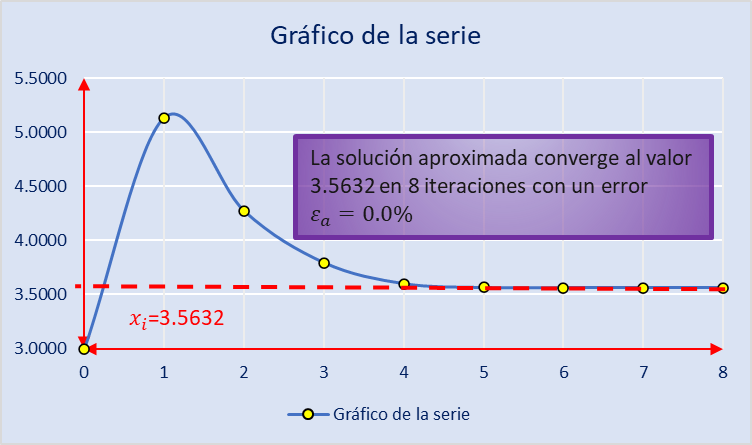 Gráfico de la serie
5.5000
5.0000
4.5000
4.0000
3.5000
3.0000
La solución aproximada converge al valor
3.5632 en 8 iteraciones con un error
𝜀ₐ = 0.0%
𝑥ᵢ=3.5632
0 1 2 3 4 5 6 7 8
Gráfico de la serie